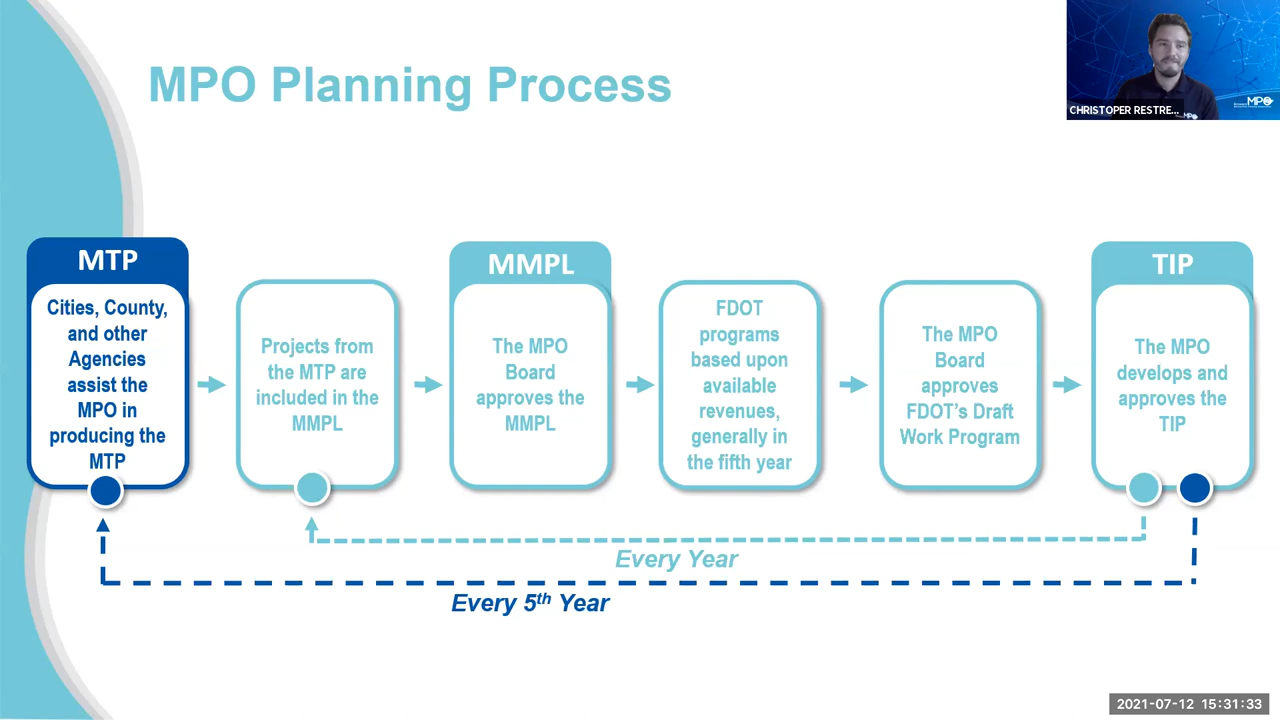 MPO Planning Process
MPO
MPO
CHRISTOPER RESTRE...
MTP
Cities, County,
and other
Agencies
assist the
MPO in
producing the
MTP
Projects from
the MTP are
included in the
MMPL
MMPL
The MPO
Board
approves the
MMPL
FDOT
programs
based upon
available
revenues,
generally in
the fifth year
The MPO
Board
approves
FDOT’s Draft
Work Program
TIP
The MPO
develops and
approves the
TIP
Every Year
Every 5th Year
2021-07-12 15:31:33